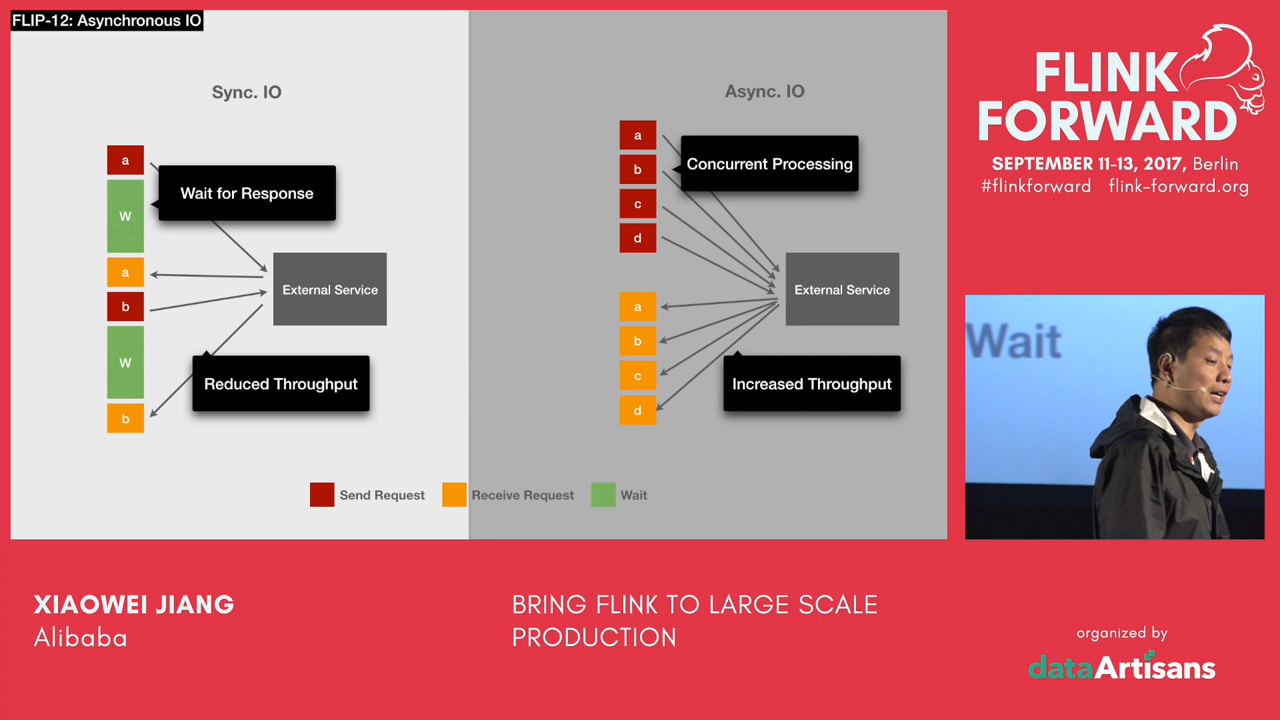 FLIP-12: Asynchronous IO
Sync. IO
a
Wait for Response
W
a
External Service
b
W
Reduced Throughput
b
Async. IO
a
Concurrent Processing
b
c
d
External Service
a
b
c
Increased Throughput
d
Send Request
Receive Request
Wait
FLINK
FORWARD
SEPTEMBER 11-13, 2017, Berlin
#flinkforward flink-forward.org
Wait
XIAOWEI JIANG
Alibaba
BRING FLINK TO LARGE SCALE
PRODUCTION
organized by
dataArtisans